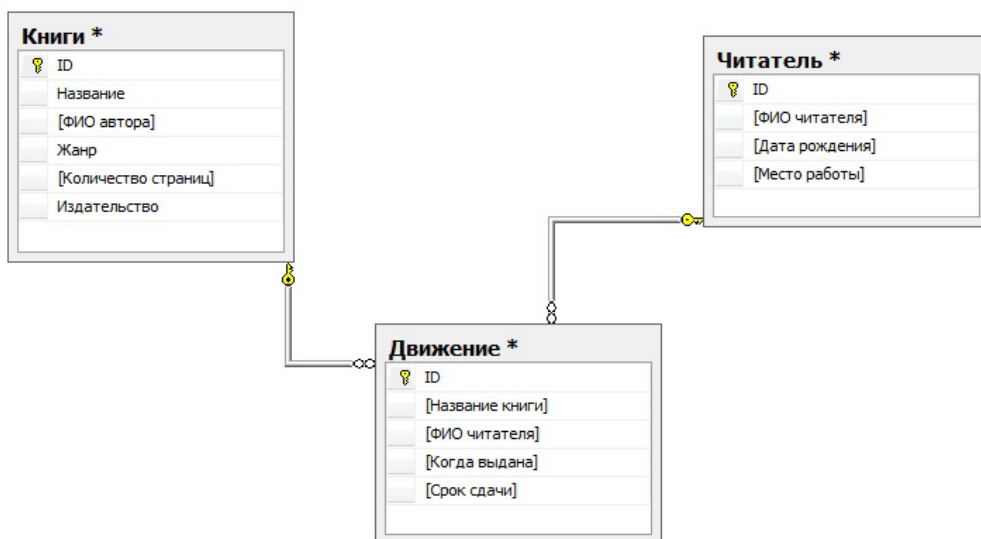 Книги *
ID
Название
[ФИО автора]
Жанр
[Количество страниц]
Издательство
Читатель *
ID
[ФИО читателя]
[Дата рождения]
[Место работы]
Движение *
ID
[Название книги]
[ФИО читателя]
[Когда выдана]
[Срок сдачи]